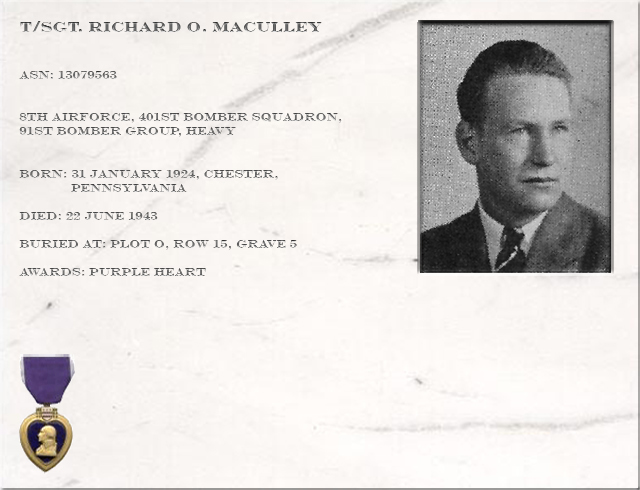 T/SGT. RICHARD O. MACULLEY
ASN: 13079563
8TH AIRFORCE, 401ST BOMBER SQUADRON,
91ST BOMBER GROUP, HEAVY
BORN: 31 JANUARY 1924, CHESTER,
PENNSYLVANIA
DIED: 22 JUNE 1943
BURIED AT: PLOT O, ROW 15, GRAVE 5
AWARDS: PURPLE HEART